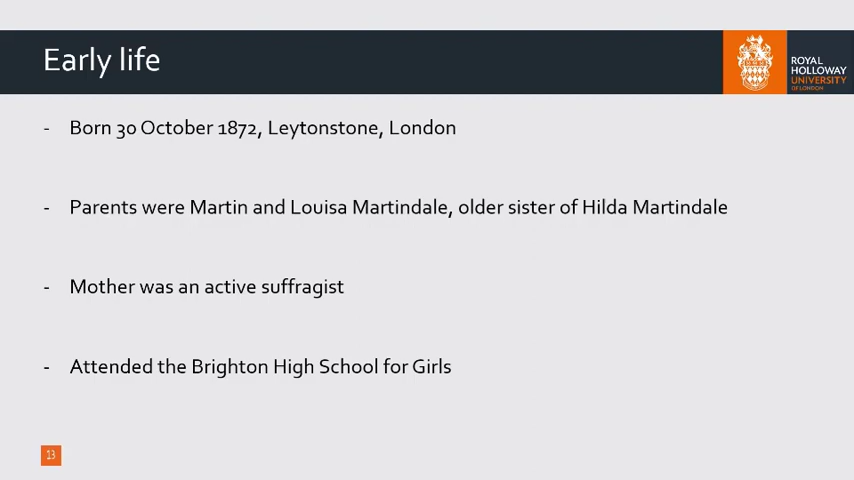 Early life
ROYAL
HOLLOWAY
UNIVERSITY
OF LONDON
- Born 30 October 1872, Leytonstone, London
- Parents were Martin and Louisa Martindale, older sister of Hilda Martindale
- Mother was an active suffragist
- Attended the Brighton High School for Girls
13